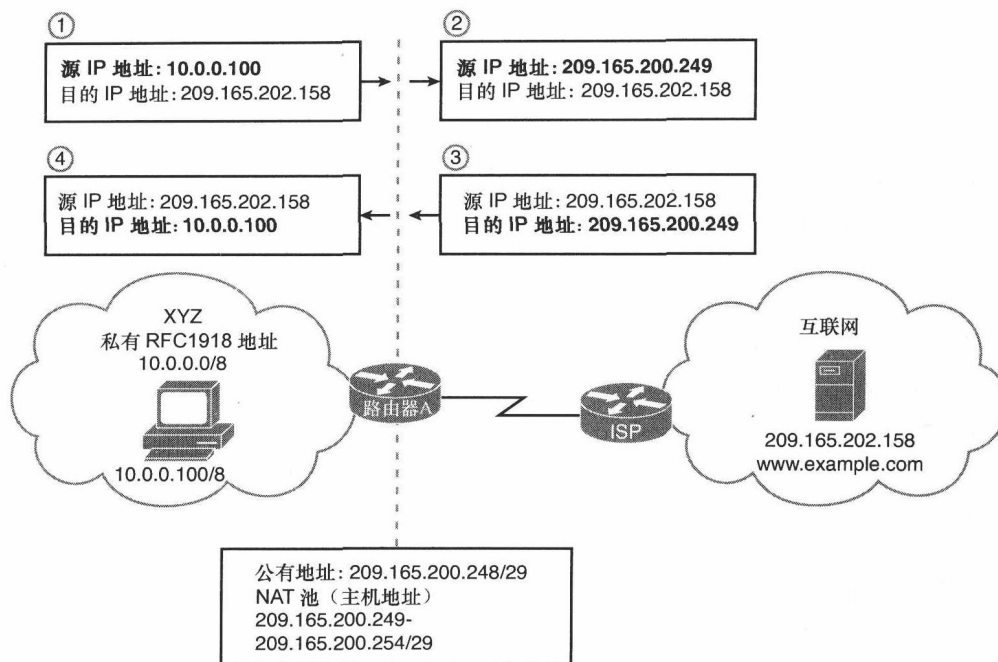 ①
源 IP 地址: 10.0.0.100
目的 IP 地址: 209.165.202.158
②
源 IP 地址: 209.165.200.249
目的 IP 地址: 209.165.202.158
④
源 IP 地址: 209.165.202.158
目的 IP 地址: 10.0.0.100
③
源 IP 地址: 209.165.202.158
目的 IP 地址: 209.165.200.249
XYZ
私有 RFC1918 地址
10.0.0.0/8
10.0.0.100/8
路由器A
ISP
互联网
209.165.202.158
www.example.com
公有地址: 209.165.200.248/29
NAT 池（主机地址）
209.165.200.249-
209.165.200.254/29